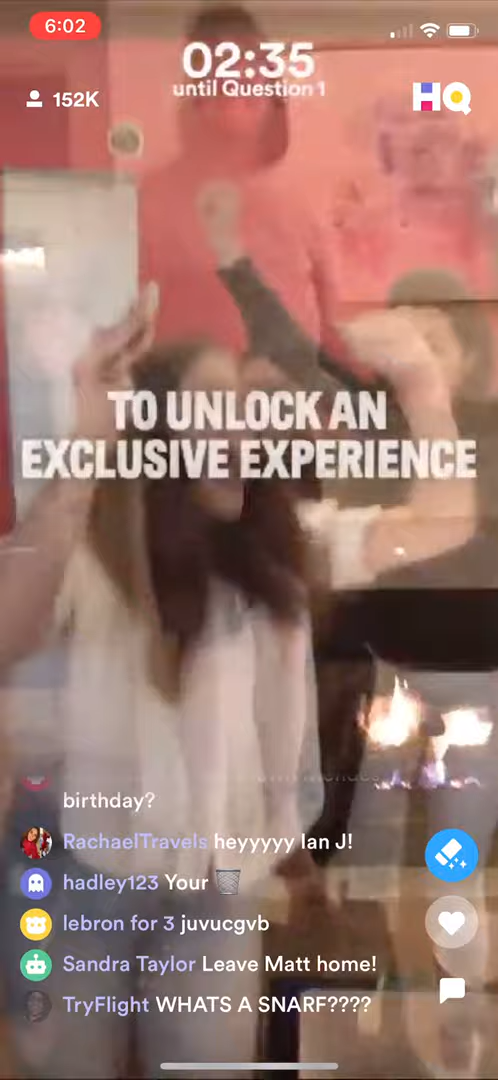 6:02
02:35
until Question 1
152K
HQ
TO UNLOCK AN
EXCLUSIVE EXPERIENCE
birthday?
RachaelTravels heyyyyy Ian J!
hadley123 Your 🗑
lebron for 3 juvucgvb
Sandra Taylor Leave Matt home!
TryFlight WHATS A SNARF????